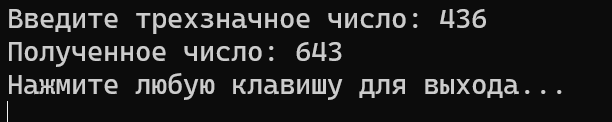 Введите трехзначное число: 436
Полученное число: 643
Нажмите любую клавишу для выхода...